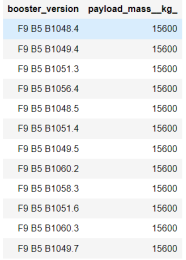 booster_version payload_mass__kg_
F9 B5 B1048.4 15600
F9 B5 B1049.4 15600
F9 B5 B1051.3 15600
F9 B5 B1056.4 15600
F9 B5 B1048.5 15600
F9 B5 B1051.4 15600
F9 B5 B1049.5 15600
F9 B5 B1060.2 15600
F9 B5 B1058.3 15600
F9 B5 B1051.6 15600
F9 B5 B1060.3 15600
F9 B5 B1049.7 15600